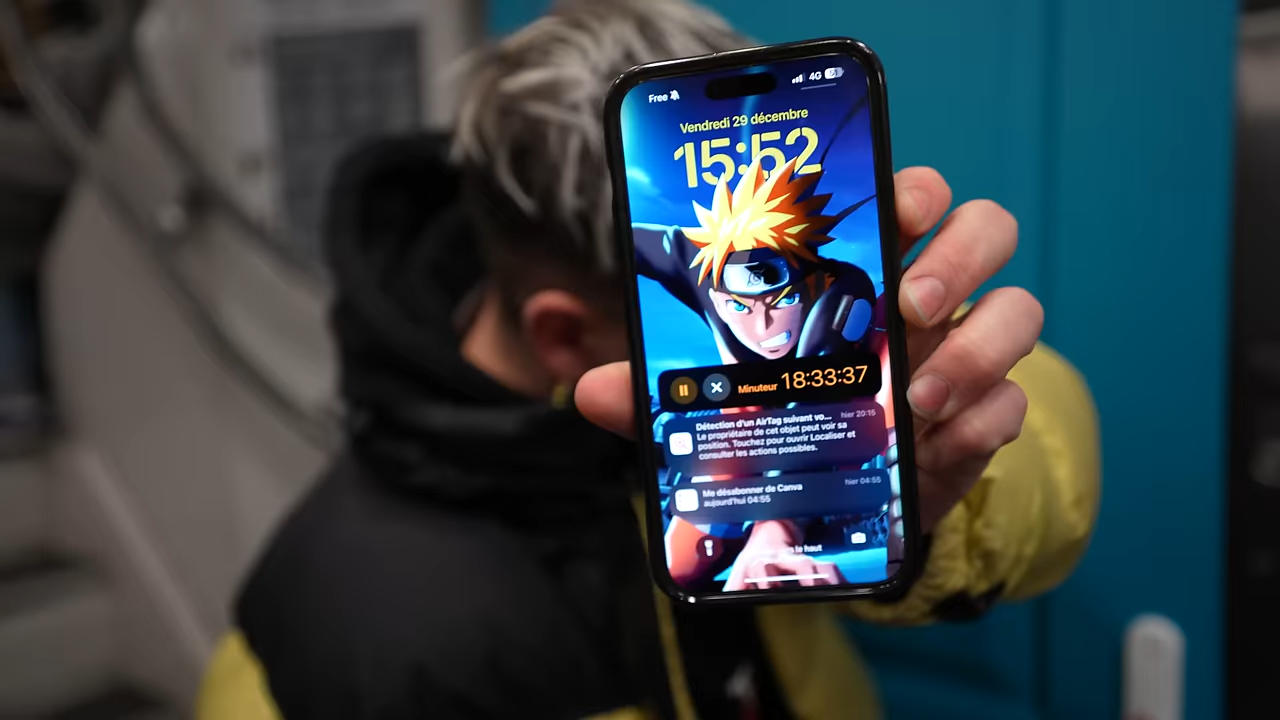 Free
4G
Vendredi 29 décembre
15:52
Minuteur 18:33:37
Détection d'un AirTag suivant vo... hier 20:15
Le propriétaire de cet objet peut voir sa
position. Touchez pour ouvrir Localiser et
consulter les actions possibles.
Me désabonner de Canva hier 04:55
aujourd'hui 04:55
le haut